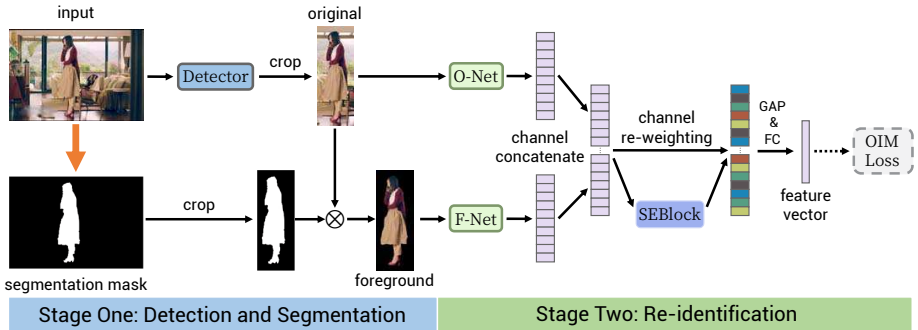 input
original
Detector
crop
O-Net
channel
concatenate
channel
re-weighting
GAP
&
FC
OIM
Loss
crop
F-Net
SEBlock
feature
vector
segmentation mask
foreground
Stage One: Detection and Segmentation
Stage Two: Re-identification